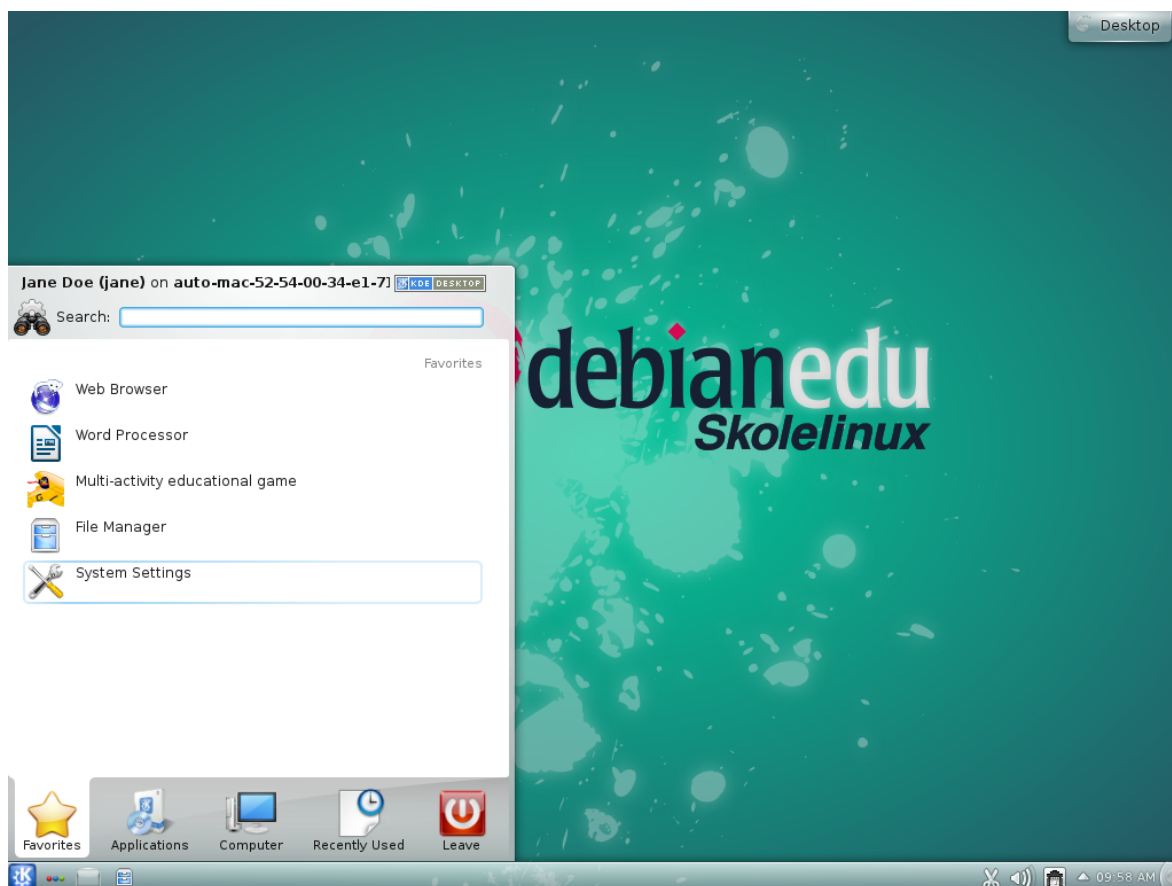 Desktop
Jane Doe (jane) on auto-mac-52-54-00-34-e1-71 KDE DESKTOP
Search:
Favorites
Web Browser
Word Processor
Multi-activity educational game
File Manager
System Settings
debianedu
Skolelinux
Favorites Applications Computer Recently Used Leave
09:58 AM